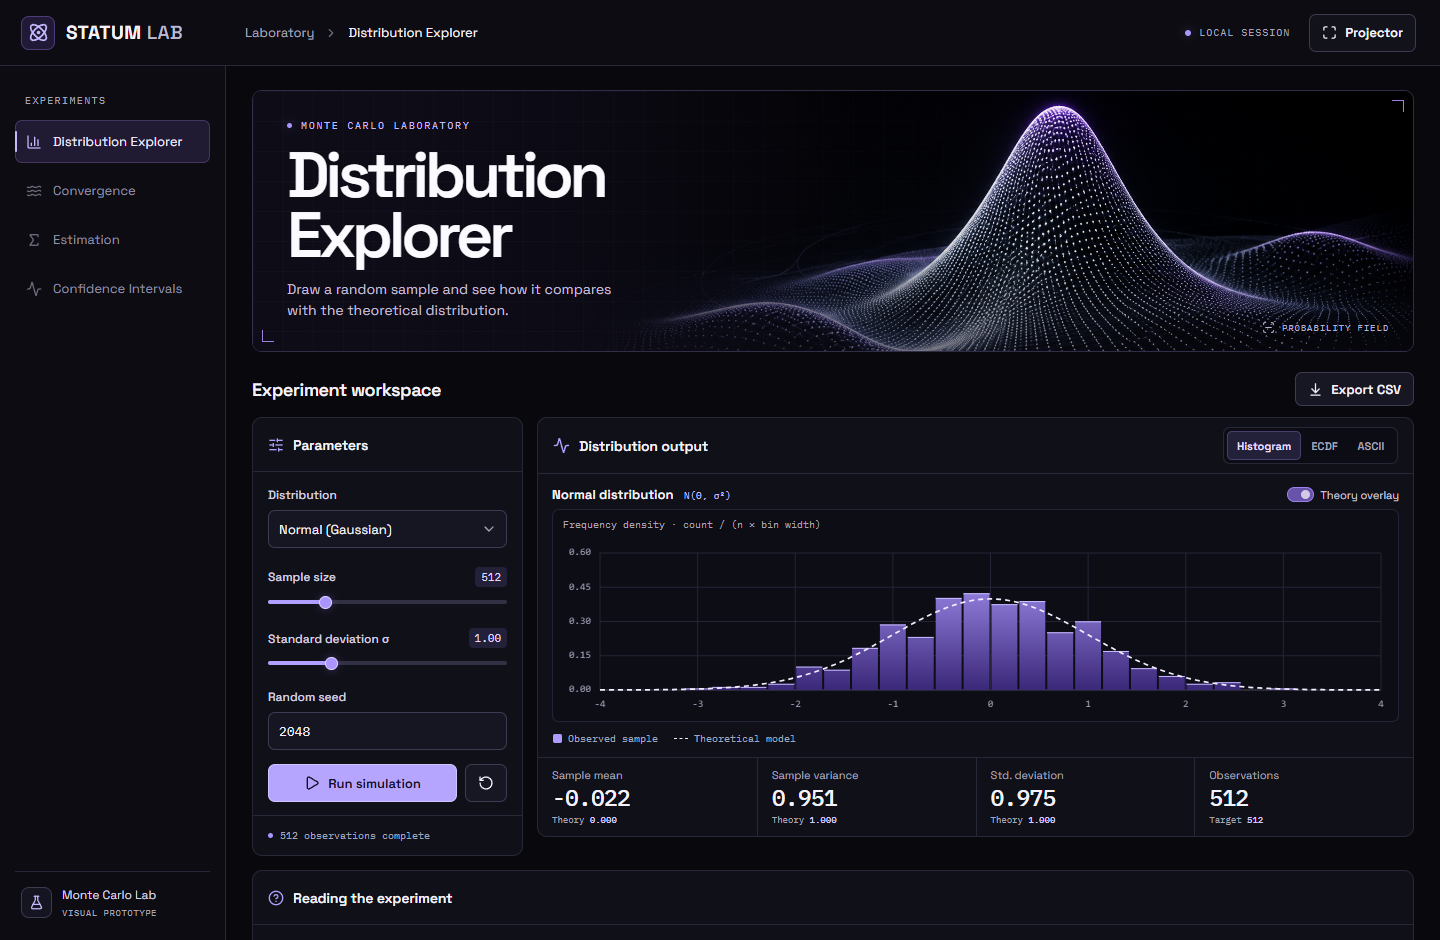 STATUM LAB
Laboratory > Distribution Explorer
LOCAL SESSION
Projector
EXPERIMENTS
Distribution Explorer
Convergence
Estimation
Confidence Intervals
Monte Carlo Lab
VISUAL PROTOTYPE
MONTE CARLO LABORATORY
Distribution
Explorer
Draw a random sample and see how it compares
with the theoretical distribution.
PROBABILITY FIELD
Experiment workspace
Export CSV
Parameters
Distribution
Normal (Gaussian)
Sample size 512
Standard deviation σ 1.00
Random seed
2048
Run simulation
512 observations complete
Distribution output
Histogram ECDF ASCII
Normal distribution N(0, σ²)
Theory overlay
Frequency density · count / (n × bin width)
0.60
0.45
0.30
0.15
0.00
-4 -3 -2 -1 0 1 2 3 4
Observed sample Theoretical model
Sample mean
-0.022
Theory 0.000
Sample variance
0.951
Theory 1.000
Std. deviation
0.975
Theory 1.000
Observations
512
Target 512
Reading the experiment